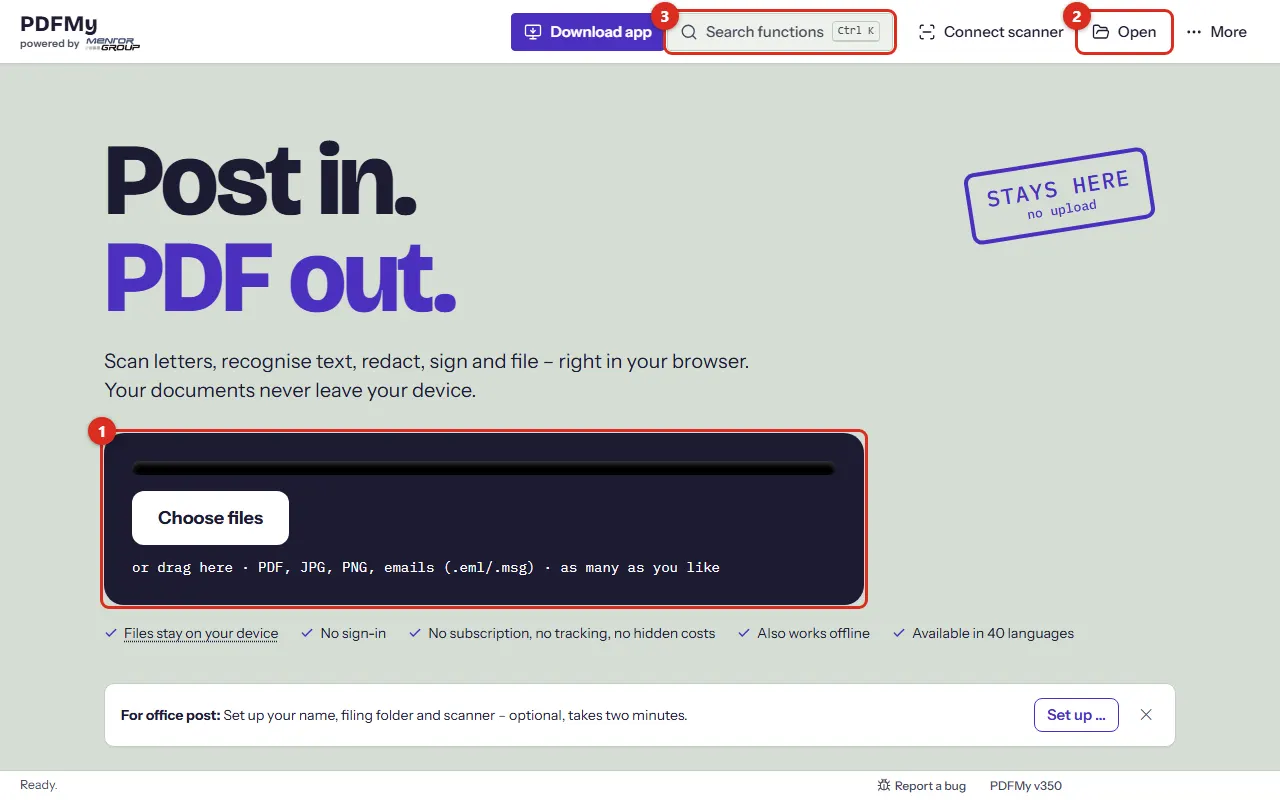 PDFMy
powered by MENTOR GROUP
Download app
3
Search functions Ctrl K
Connect scanner
2
Open
More
Post in.
PDF out.
STAYS HERE
no upload
Scan letters, recognise text, redact, sign and file – right in your browser.
Your documents never leave your device.
1
Choose files
or drag here · PDF, JPG, PNG, emails (.eml/.msg) · as many as you like
Files stay on your device
No sign-in
No subscription, no tracking, no hidden costs
Also works offline
Available in 40 languages
For office post: Set up your name, filing folder and scanner – optional, takes two minutes.
Set up ...
Ready.
Report a bug
PDFMy v350